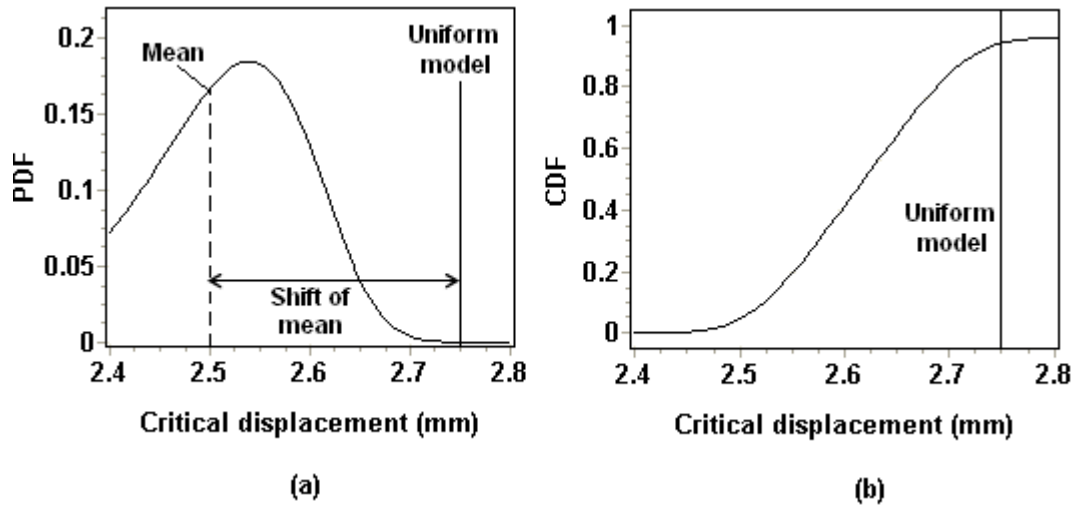 0.2
0.15
0.1
0.05
0
PDF
Mean
Uniform
model
Shift of
mean
2.4 2.5 2.6 2.7 2.8
Critical displacement (mm)
(a)
1
0.8
0.6
0.4
0.2
0
CDF
Uniform
model
2.4 2.5 2.6 2.7 2.8
Critical displacement (mm)
(b)